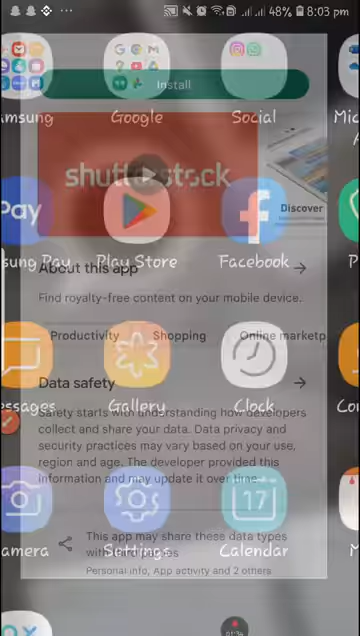 48% 8:03 pm
Install
amsung Google Social Mic
shutterstock
Discover
Pay
sung Pay Play Store Facebook
About this app
Find royalty-free content on your mobile device.
Productivity Shopping Online marketp
essages Gallery Clock Con
Data safety
Safety starts with understanding how developers
collect and share your data. Data privacy and
security practices may vary based on your use,
region and age. The developer provided this
information and may update it over time.
17
amera Settings Calendar M
This app may share these data types
with third parties
Personal info, App activity and 2 others